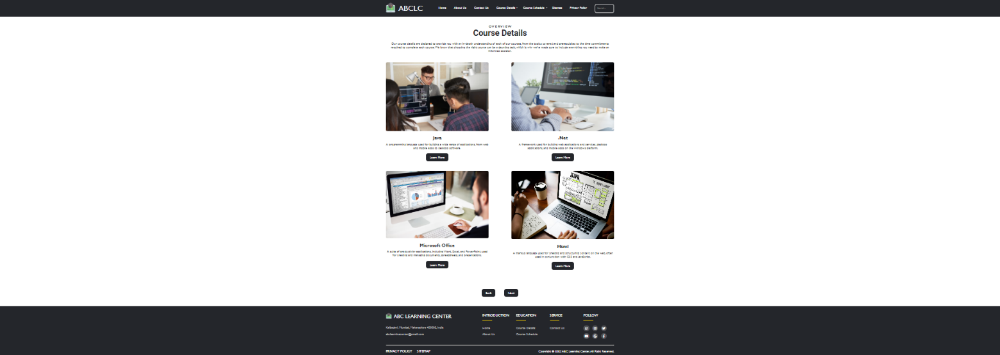 ABCLC
Home About Us Contact Us Course Details Course Schedule Sitemap Privacy Policy Search...
OVERVIEW
Course Details
Our course details are designed to provide you with an in-depth understanding of each of our courses, from the topics covered and prerequisites to the time commitments
required to complete each course. We know that choosing the right course can be a daunting task, which is why we've made sure to include everything you need to make an
informed decision.
Java
A programming language used for building a wide range of applications, from web
and mobile apps to desktop software.
Learn More
.Net
A framework used for building web applications and services, desktop
applications, and mobile apps on the Windows platform.
Learn More
Microsoft Office
A suite of productivity applications, including Word, Excel, and PowerPoint, used
for creating and managing documents, spreadsheets, and presentations.
Learn More
HTML
Html
A markup language used for creating and structuring content on the web, often
used in conjunction with CSS and JavaScript.
Learn More
Back Next
ABC LEARNING CENTER
Kalbadevi, Mumbai, Maharashtra 400002, India
abclearningcenter@gmail.com
INTRODUCTION
Home
About Us
EDUCATION
Course Details
Course Schedule
SERVICE
Contact Us
FOLLOW
PRIVACY POLICY SITEMAP
Copyright © 2023 ABC Learning Center. All Right Reserved.